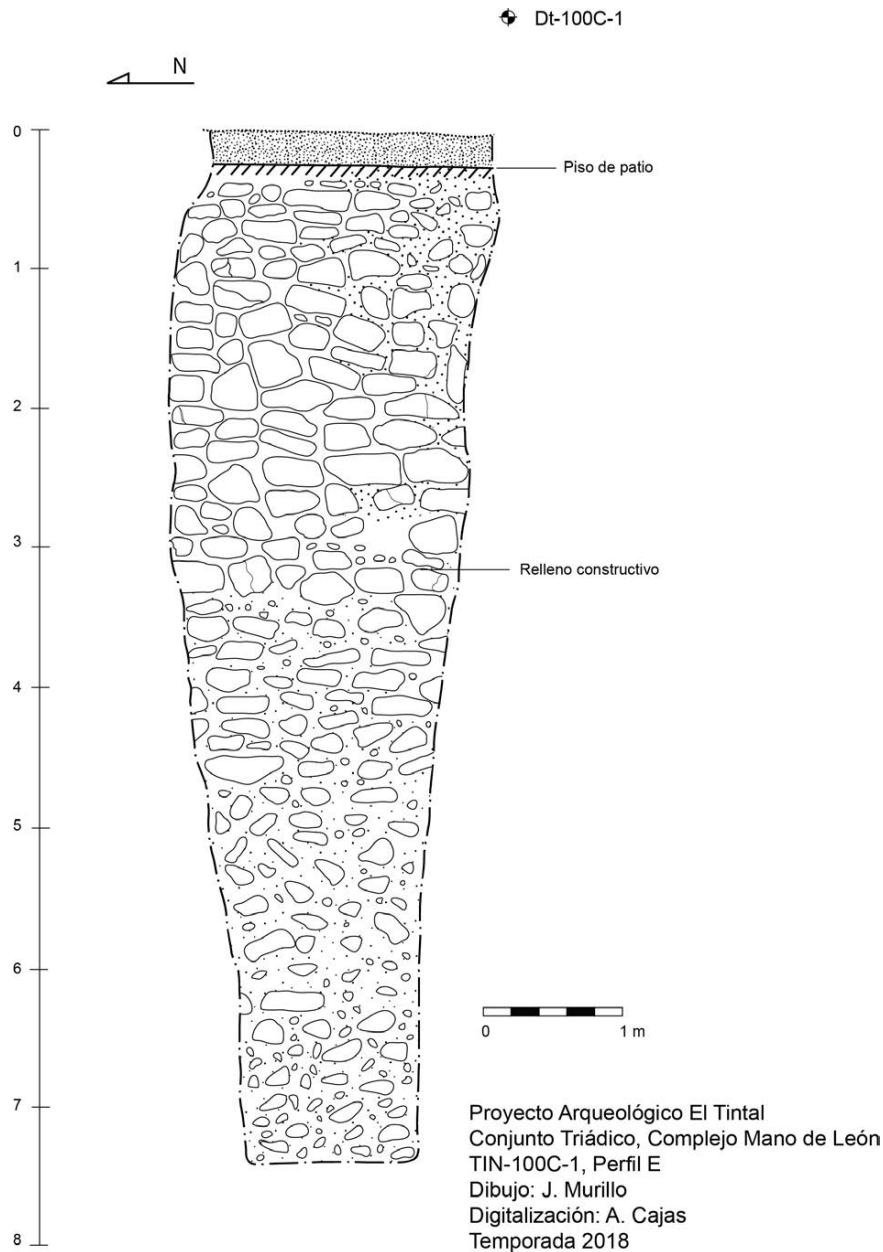 Dt-100C-1
N
0
Piso de patio
1
2
3
Relleno constructivo
4
5
6
0 1 m
7
Proyecto Arqueológico El Tintal
Conjunto Triádico, Complejo Mano de León
TIN-100C-1, Perfil E
Dibujo: J. Murillo
Digitalización: A. Cajas
Temporada 2018
8